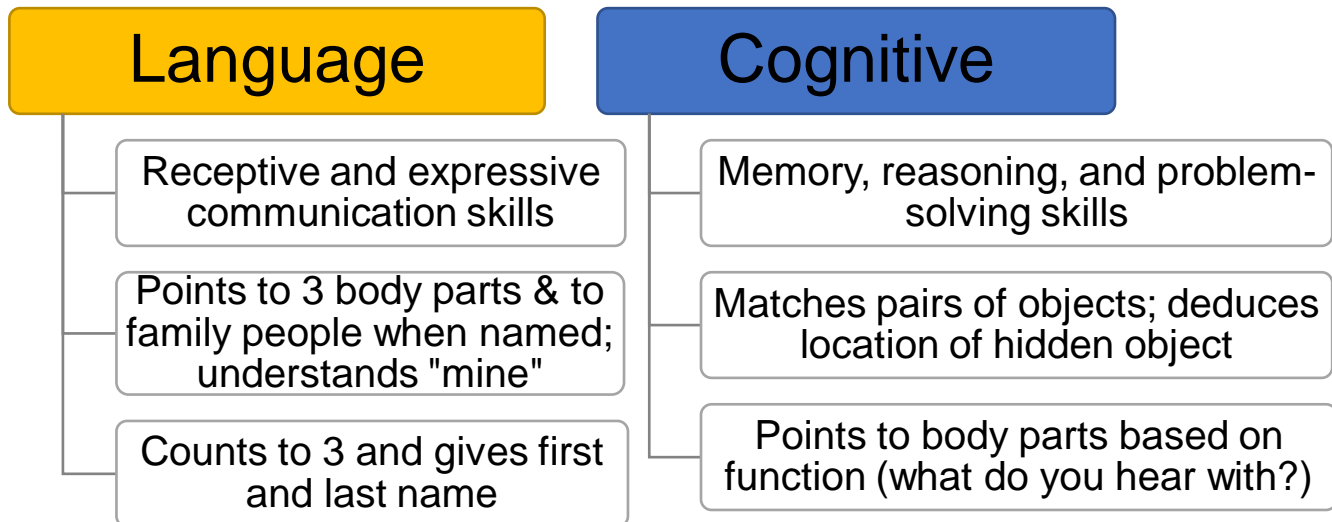 Language
Receptive and expressive
communication skills
Points to 3 body parts & to
family people when named;
understands "mine"
Counts to 3 and gives first
and last name
Cognitive
Memory, reasoning, and problem-
solving skills
Matches pairs of objects; deduces
location of hidden object
Points to body parts based on
function (what do you hear with?)